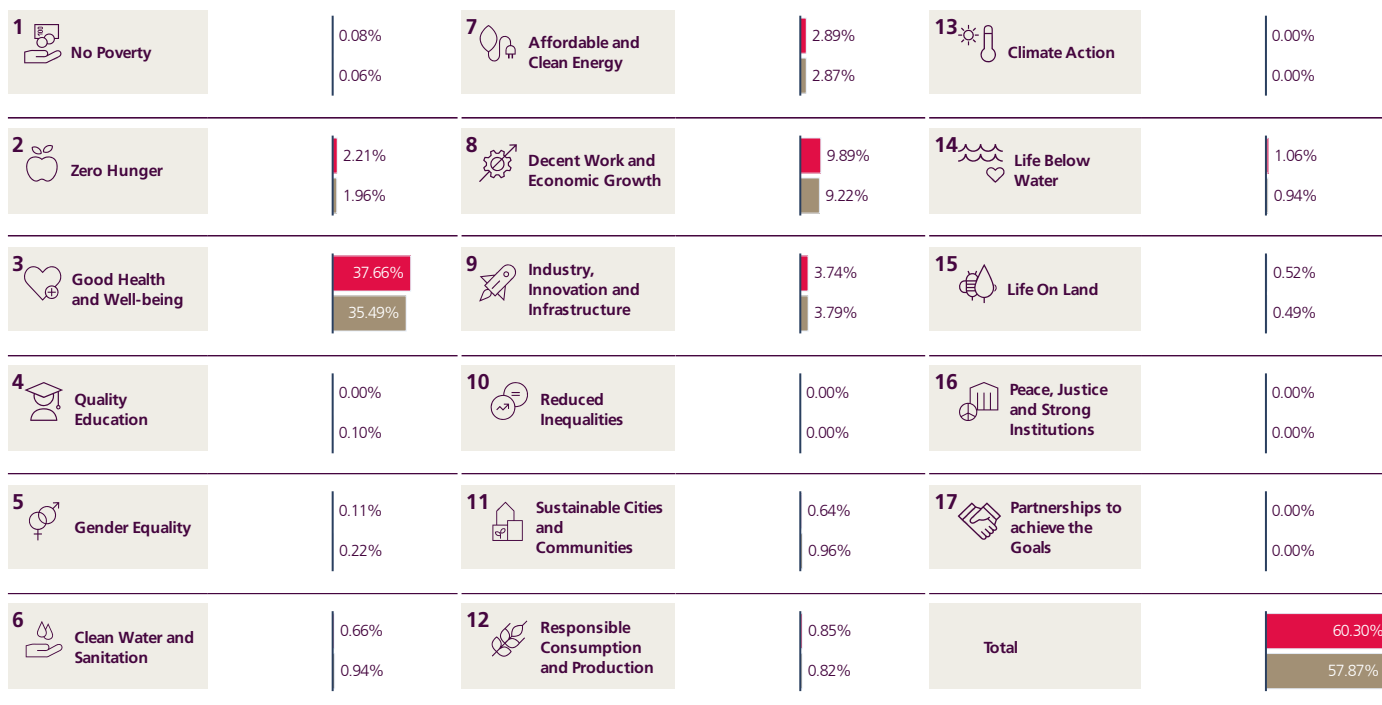 1
No Poverty
0.08%
0.06%
2
Zero Hunger
2.21%
1.96%
3
Good Health
and Well-being
37.66%
35.49%
4
Quality
Education
0.00%
0.10%
5
Gender Equality
0.11%
0.22%
6
Clean Water and
Sanitation
0.66%
0.94%
7
Affordable and
Clean Energy
2.89%
2.87%
8
Decent Work and
Economic Growth
9.89%
9.22%
9
Industry,
Innovation and
Infrastructure
3.74%
3.79%
10
Reduced
Inequalities
0.00%
0.00%
11
Sustainable Cities
and
Communities
0.64%
0.96%
12
Responsible
Consumption
and Production
0.85%
0.82%
13
Climate Action
0.00%
0.00%
14
Life Below
Water
1.06%
0.94%
15
Life On Land
0.52%
0.49%
16
Peace, Justice
and Strong
Institutions
0.00%
0.00%
17
Partnerships to
achieve the
Goals
0.00%
0.00%
Total
60.30%
57.87%